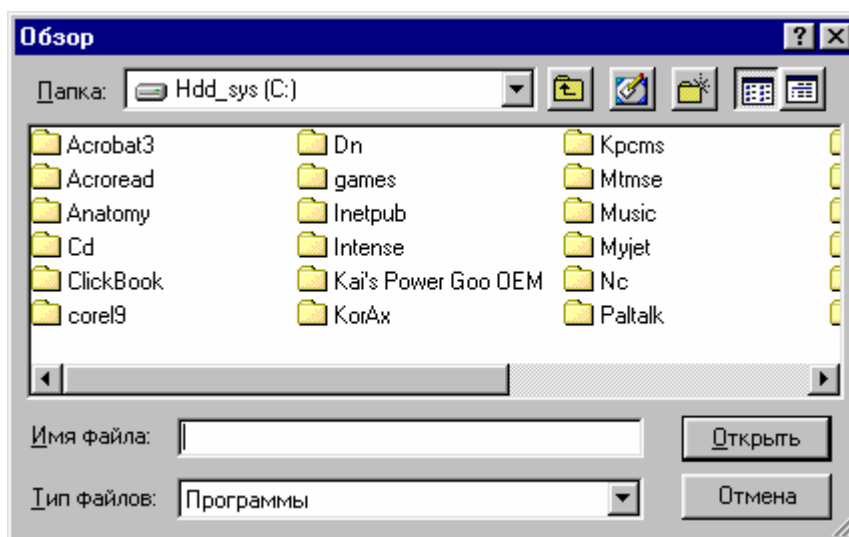 Обзор
Папка: Hdd_sys (C:)
Acrobat3 Dn Kpcms
Acroread games Mtmse
Anatomy Inetpub Music
Cd Intense Myjet
ClickBook Kai's Power Goo OEM Nc
corel9 KorAx Paltalk
Имя файла: Открыть
Тип файлов: Программы Отмена